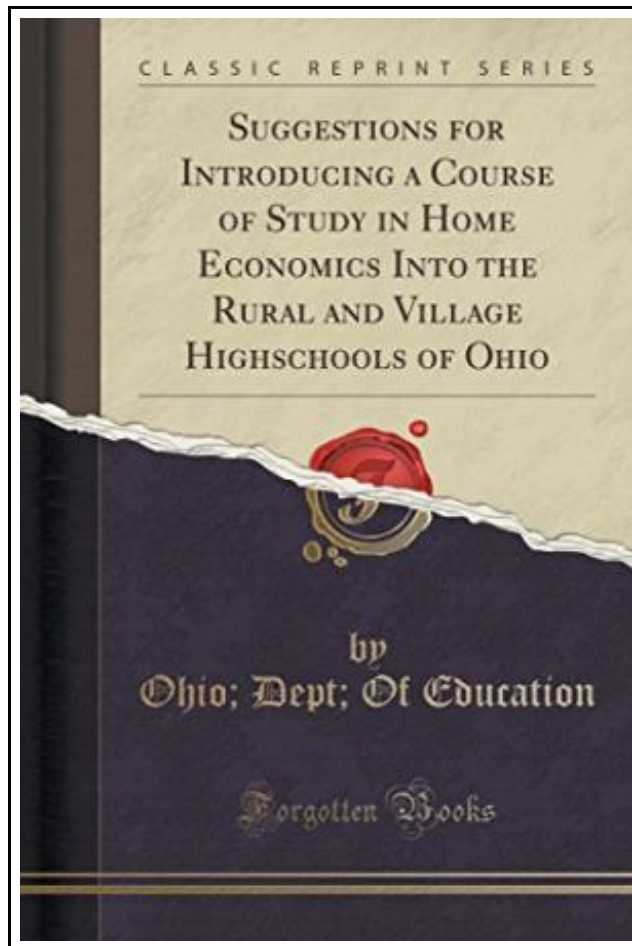 CLASSIC REPRINT SERIES
SUGGESTIONS FOR
INTRODUCING A COURSE
OF STUDY IN HOME
ECONOMICS INTO THE
RURAL AND VILLAGE
HIGHSCHOOLS OF OHIO
by
Ohio; Dept; Of Education
Forgotten Books